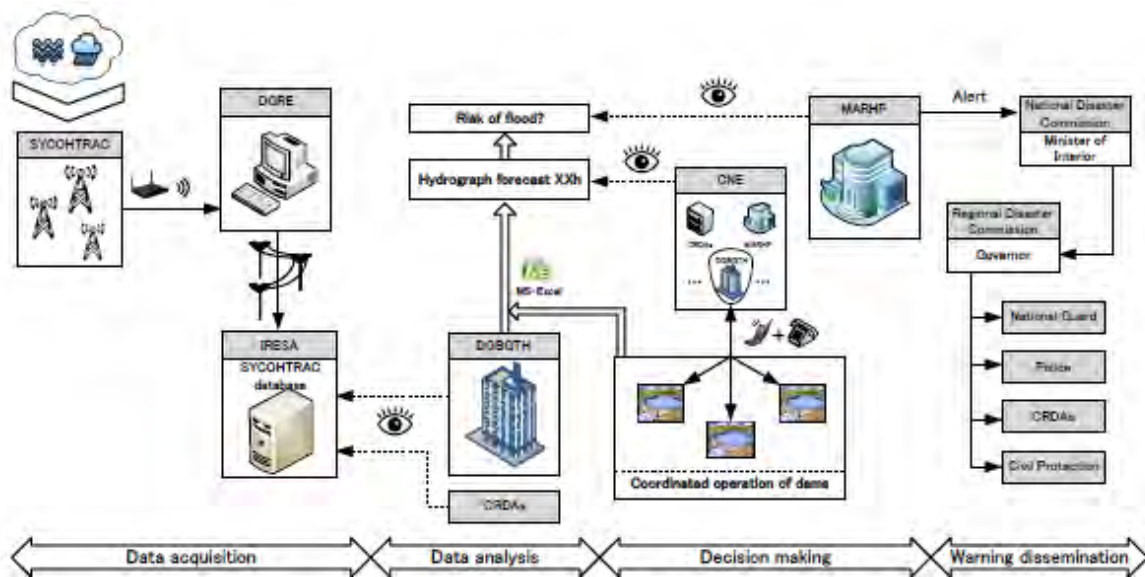 DGRE
SYCOHTRAC
IRESA
SYCOHTRAC
database
Risk of flood?
Hydrograph forecast XXh
MS-Excel
DGBGTH
CRDAs
CNE
CRDAs
MARHP
DGBGTH
... ...
+
Coordinated operation of dams
MARHP
Alert
National Disaster
Commission
Minister of
Interior
Regional Disaster
Commission
Governor
National Guard
Police
CRDAs
Civil Protection
Data acquisition
Data analysis
Decision making
Warning dissemination